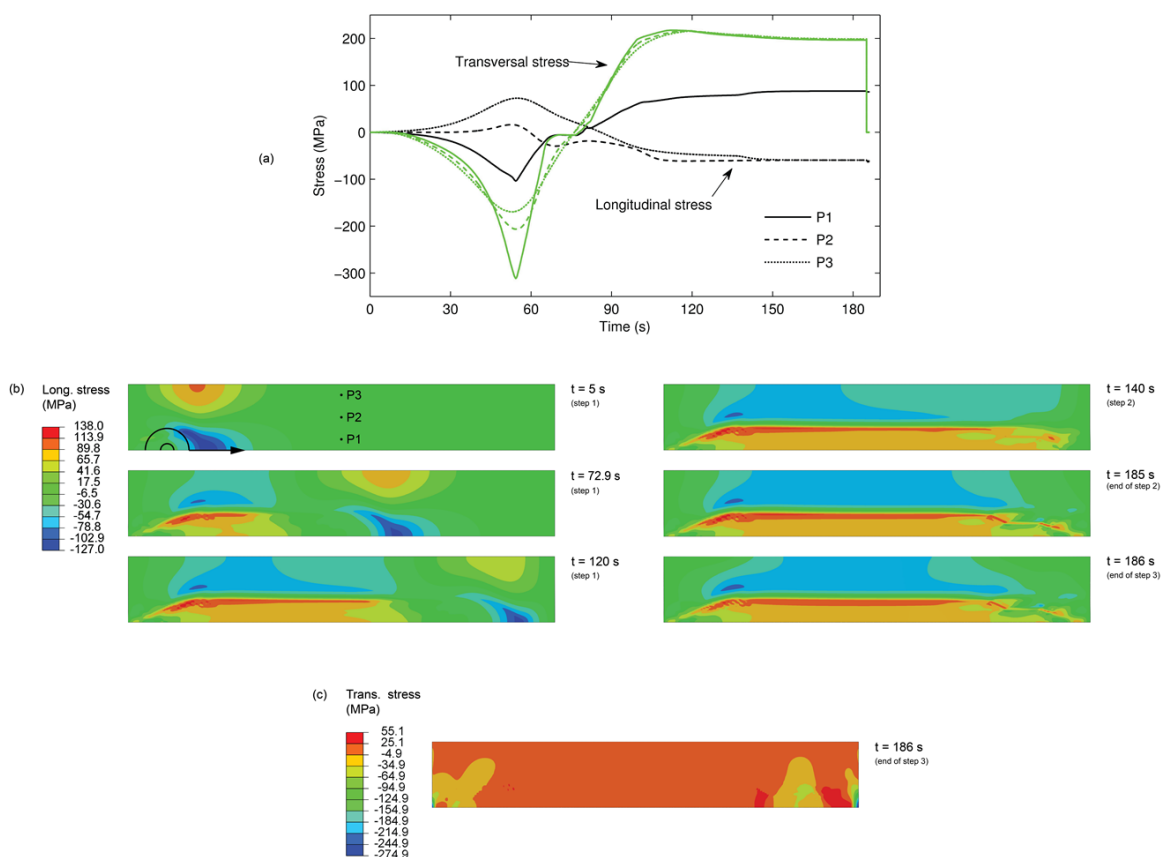 (a)
Stress (MPa)
200
100
0
−100
−200
−300
Transversal stress
Longitudinal stress
P1
P2
P3
0 30 60 90 120 150 180
Time (s)
(b)
Long. stress
(MPa)
138.0
113.9
89.8
65.7
41.6
17.5
-6.5
-30.6
-54.7
-78.8
-102.9
-127.0
P3
P2
P1
t = 5 s
(step 1)
t = 72.9 s
(step 1)
t = 120 s
(step 1)
t = 140 s
(step 2)
t = 185 s
(end of step 2)
t = 186 s
(end of step 3)
(c)
Trans. stress
(MPa)
55.1
25.1
-4.9
-34.9
-64.9
-94.9
-124.9
-154.9
-184.9
-214.9
-244.9
-274.9
t = 186 s
(end of step 3)